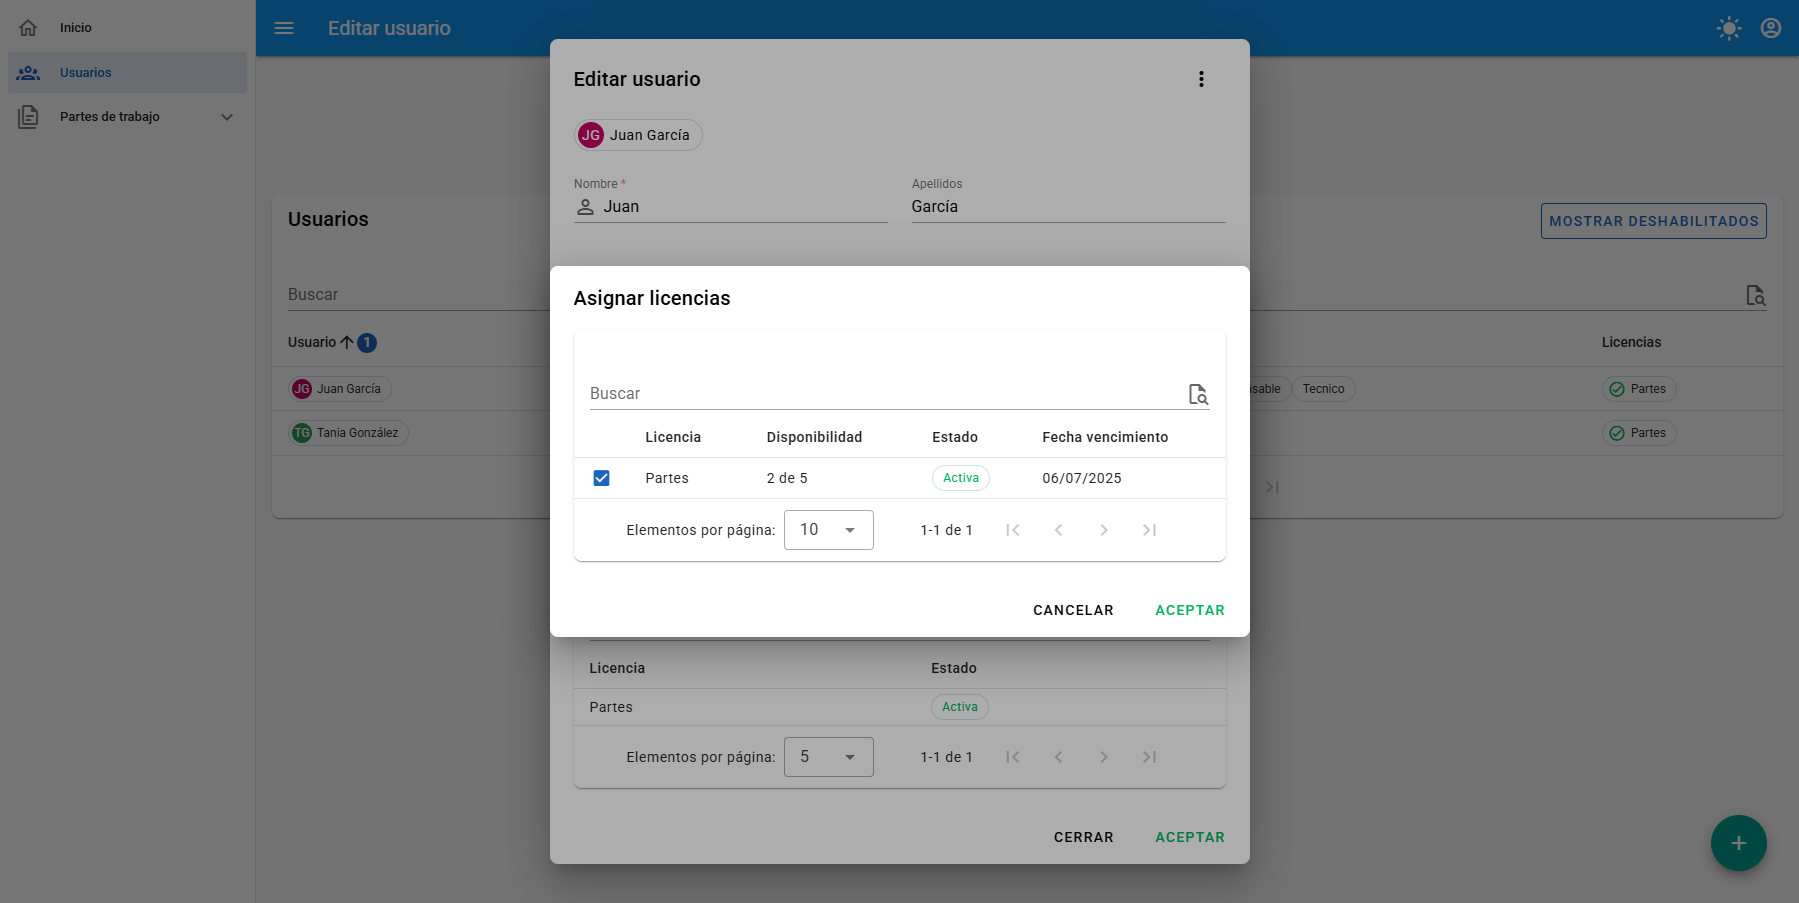 Inicio
Usuarios
Partes de trabajo
Editar usuario
Usuarios
MOSTRAR DESHABILITADOS
Buscar
Usuario 1
Licencias
JG Juan García
Tecnico
Partes
TG Tania González
Partes
Editar usuario
JG Juan García
Nombre * Apellidos
Juan García
Asignar licencias
Buscar
Licencia Disponibilidad Estado Fecha vencimiento
Partes 2 de 5 Activa 06/07/2025
Elementos por página: 10 1-1 de 1
CANCELAR ACEPTAR
Licencia Estado
Partes Activa
Elementos por página: 5 1-1 de 1
CERRAR ACEPTAR